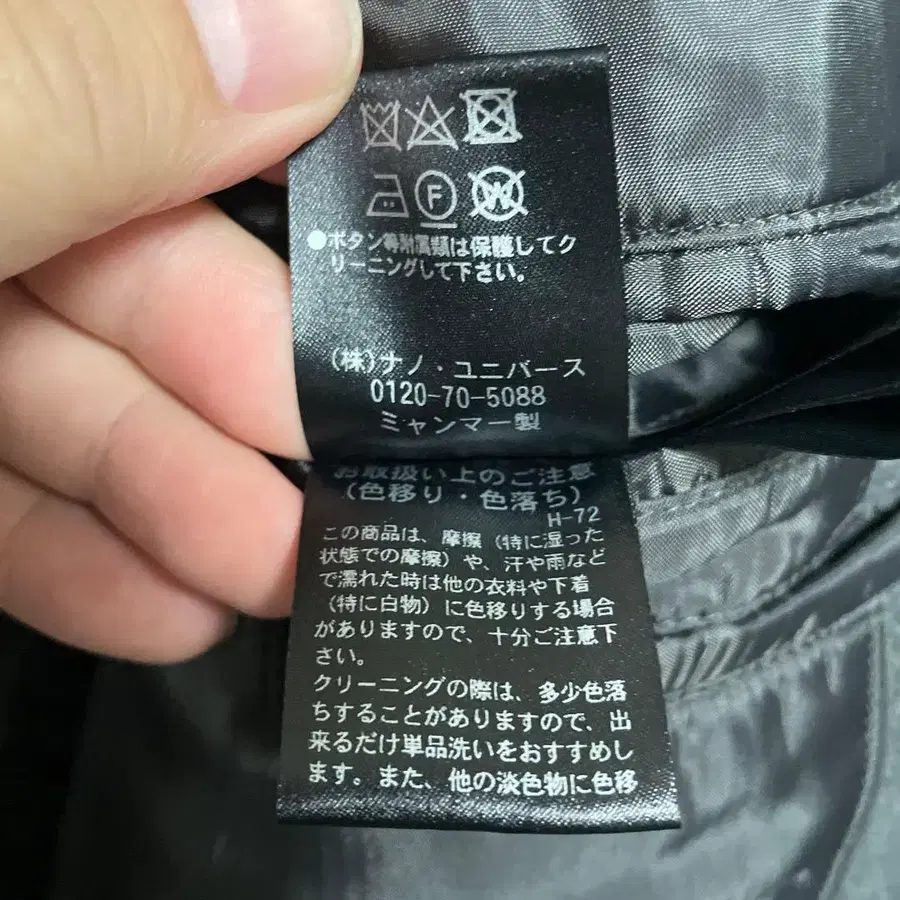 F
W
●ボタン等附属類は保護してク
リーニングして下さい。
(株)ナノ・ユニバース
0120-70-5088
ミャンマー製
お取扱い上のご注意
(色移り・色落ち)
H-72
この商品は、摩擦(特に湿った
状態での摩擦)や、汗や雨など
で濡れた時は他の衣料や下着
(特に白物)に色移りする場合
がありますので、十分ご注意下
さい。
クリーニングの際は、多少色落
ちすることがありますので、出
来るだけ単品洗いをおすすめし
ます。また、他の淡色物に色移